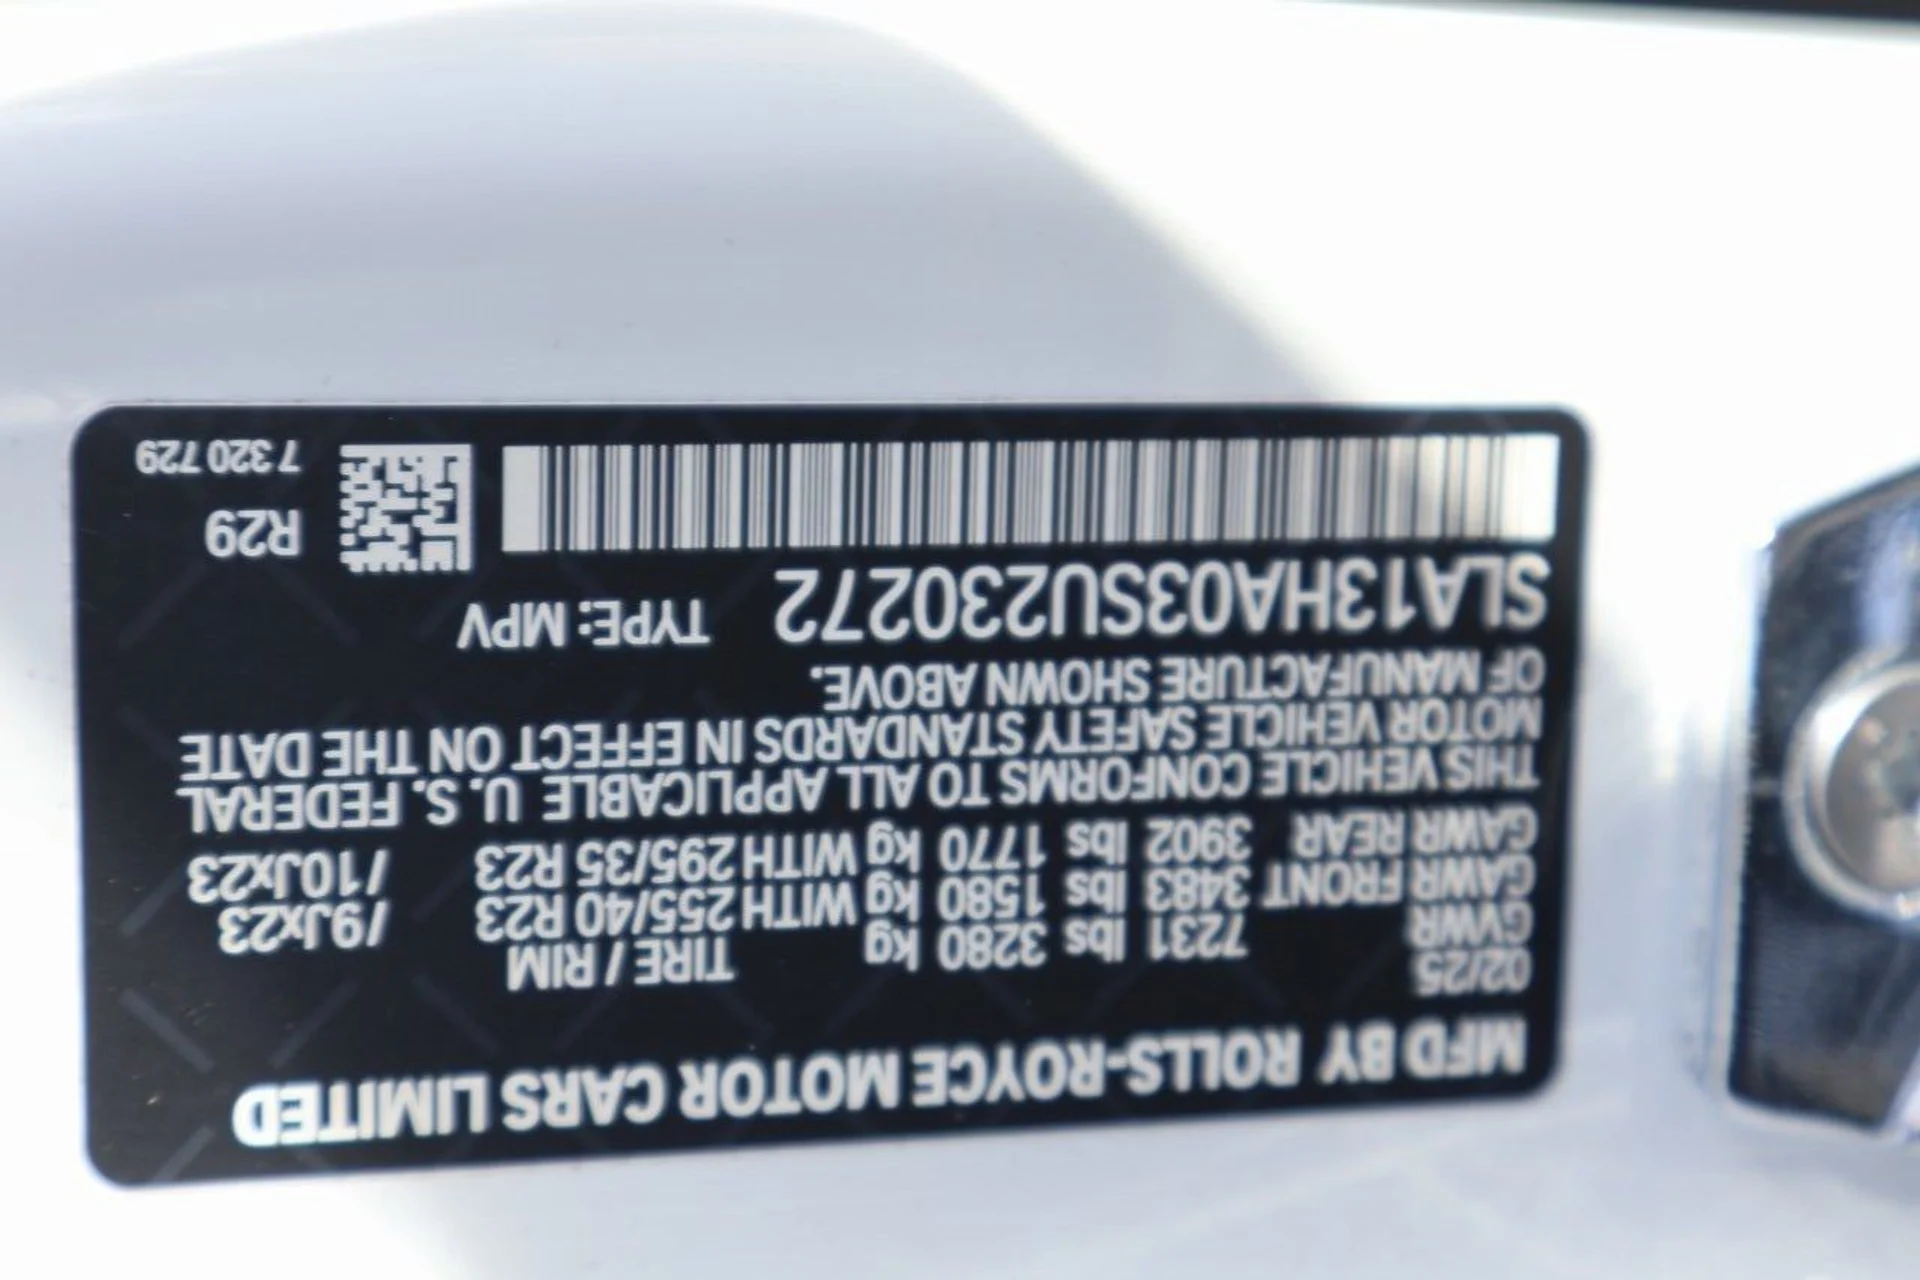 MFD BY ROLLS-ROYCE MOTOR CARS LIMITED
02/25 TIRE / RIM
GVWR 7231 lbs 3280 kg
GAWR FRONT 3483 lbs 1580 kg WITH 255/40 R23 /9Jx23
GAWR REAR 3902 lbs 1770 kg WITH 295/35 R23 /10Jx23
THIS VEHICLE CONFORMS TO ALL APPLICABLE U.S. FEDERAL
MOTOR VEHICLE SAFETY STANDARDS IN EFFECT ON THE DATE
OF MANUFACTURE SHOWN ABOVE.
SLA13HA03SU230272 TYPE: MPV
R29
7 320 729